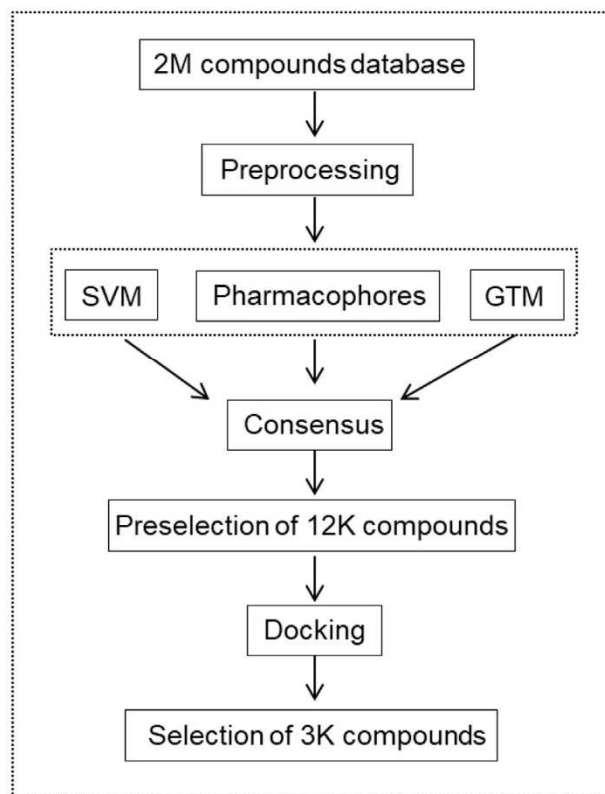 2M compounds database
Preprocessing
SVM
Pharmacophores
GTM
Consensus
Preselection of 12K compounds
Docking
Selection of 3K compounds